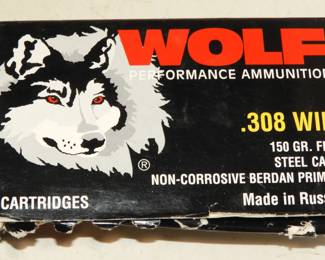 WOLF
PERFORMANCE AMMUNITION
.308 WI
150 GR. F
STEEL CA
NON-CORROSIVE BERDAN PRIM
®
CARTRIDGES
Made in Russ